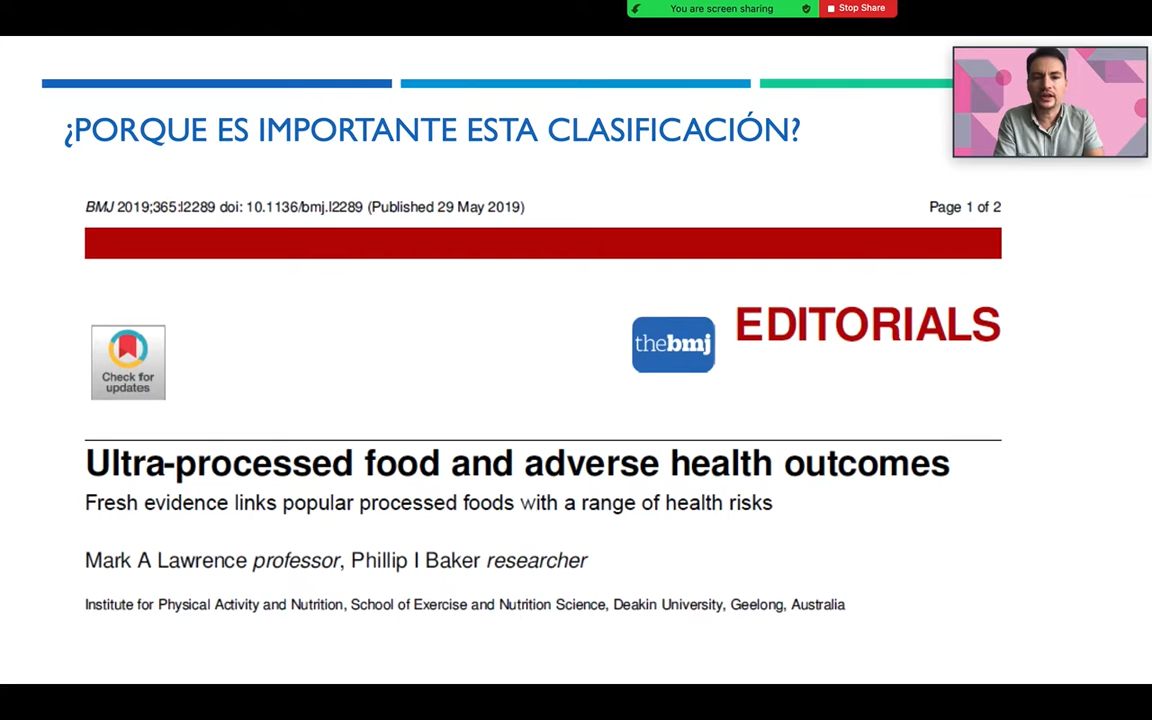 You are screen sharing
Stop Share
¿PORQUE ES IMPORTANTE ESTA CLASIFICACIÓN?
BMJ 2019;365:l2289 doi: 10.1136/bmj.l2289 (Published 29 May 2019)
Page 1 of 2
EDITORIALS
thebmj
Check for
updates
Ultra-processed food and adverse health outcomes
Fresh evidence links popular processed foods with a range of health risks
Mark A Lawrence professor, Phillip I Baker researcher
Institute for Physical Activity and Nutrition, School of Exercise and Nutrition Science, Deakin University, Geelong, Australia